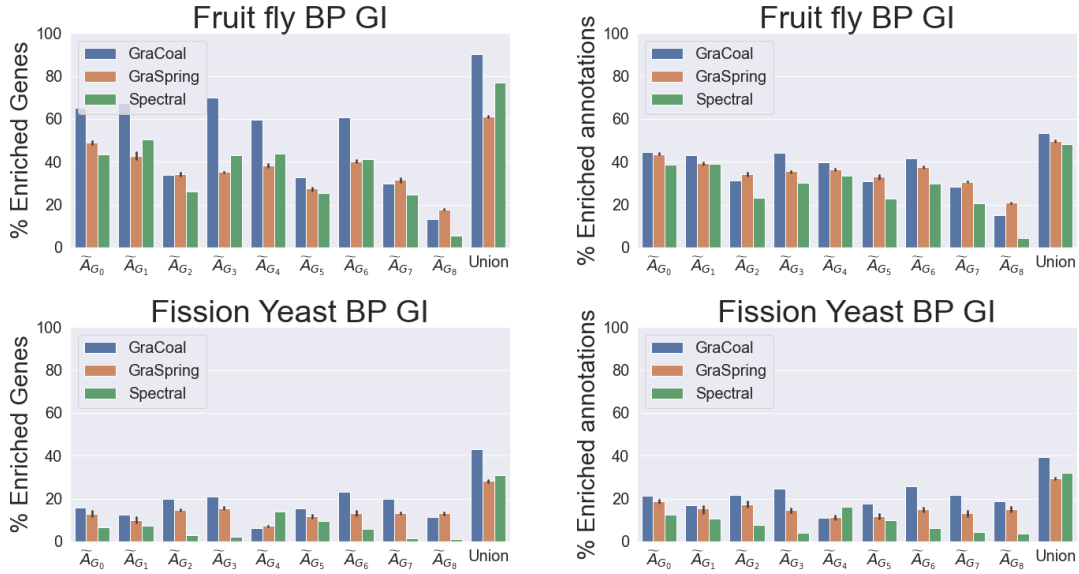 Fruit fly BP GI
% Enriched Genes
100
80
60
40
20
0
GraCoal
GraSpring
Spectral
Ã_G₀ Ã_G₁ Ã_G₂ Ã_G₃ Ã_G₄ Ã_G₅ Ã_G₆ Ã_G₇ Ã_G₈ Union
Fruit fly BP GI
% Enriched annotations
100
80
60
40
20
0
GraCoal
GraSpring
Spectral
Ã_G₀ Ã_G₁ Ã_G₂ Ã_G₃ Ã_G₄ Ã_G₅ Ã_G₆ Ã_G₇ Ã_G₈ Union
Fission Yeast BP GI
% Enriched Genes
100
80
60
40
20
0
GraCoal
GraSpring
Spectral
Ã_G₀ Ã_G₁ Ã_G₂ Ã_G₃ Ã_G₄ Ã_G₅ Ã_G₆ Ã_G₇ Ã_G₈ Union
Fission Yeast BP GI
% Enriched annotations
100
80
60
40
20
0
GraCoal
GraSpring
Spectral
Ã_G₀ Ã_G₁ Ã_G₂ Ã_G₃ Ã_G₄ Ã_G₅ Ã_G₆ Ã_G₇ Ã_G₈ Union